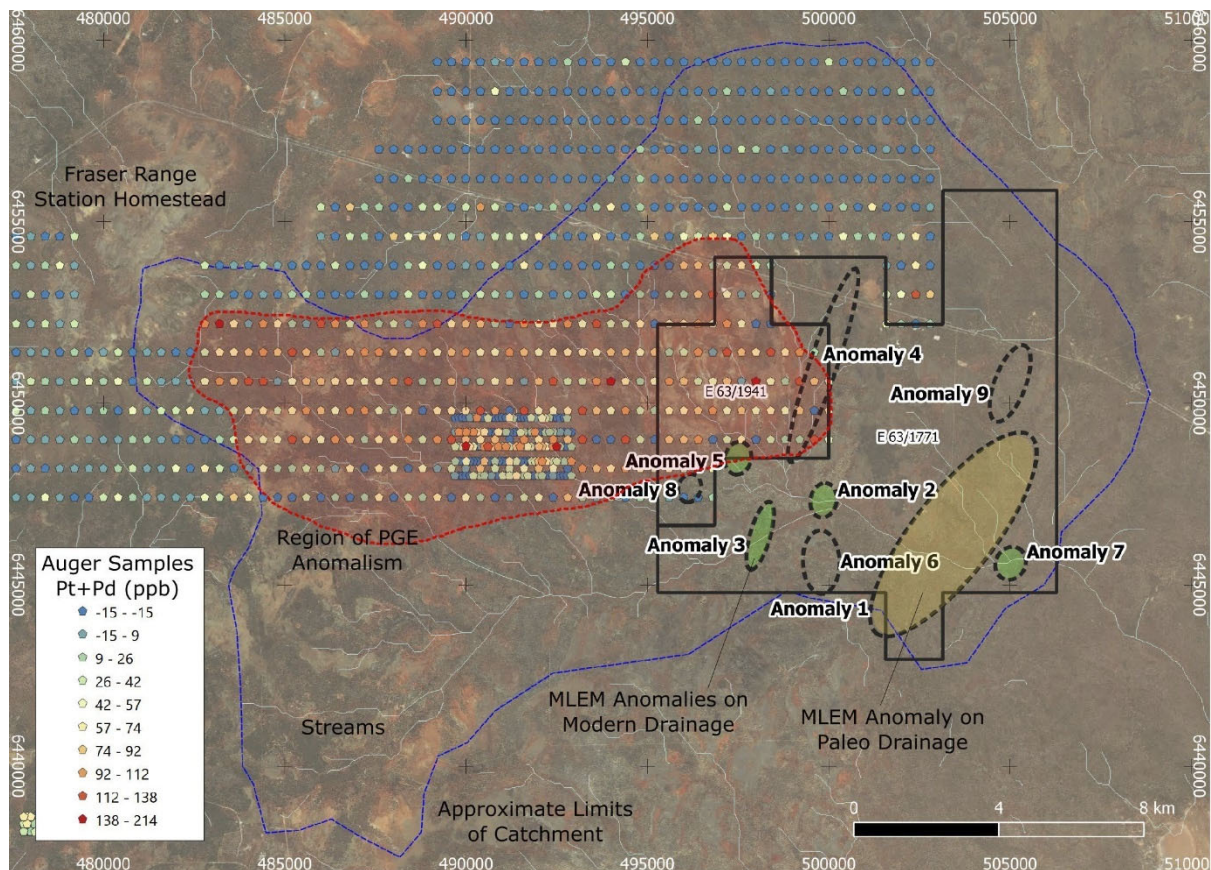 480000
485000
490000
495000
500000
505000
51000
6460000
6460000
Fraser Range
Station Homestead
6455000
6455000
Anomaly 4
E 63/1941
Anomaly 9
6450000
6450000
E 63/1771
Anomaly 5
Anomaly 8
Anomaly 2
Region of PGE
Anomalism
Anomaly 3
Anomaly 6
Anomaly 7
6445000
Anomaly 1
Auger Samples
Pt+Pd (ppb)
-15 - -15
-15 - 9
9 - 26
26 - 42
42 - 57
57 - 74
74 - 92
92 - 112
112 - 138
138 - 214
MLEM Anomalies on
Modern Drainage
MLEM Anomaly on
Paleo Drainage
Streams
6440000
6440000
Approximate Limits
of Catchment
0 4 8 km
480000
485000
490000
495000
500000
505000
51000